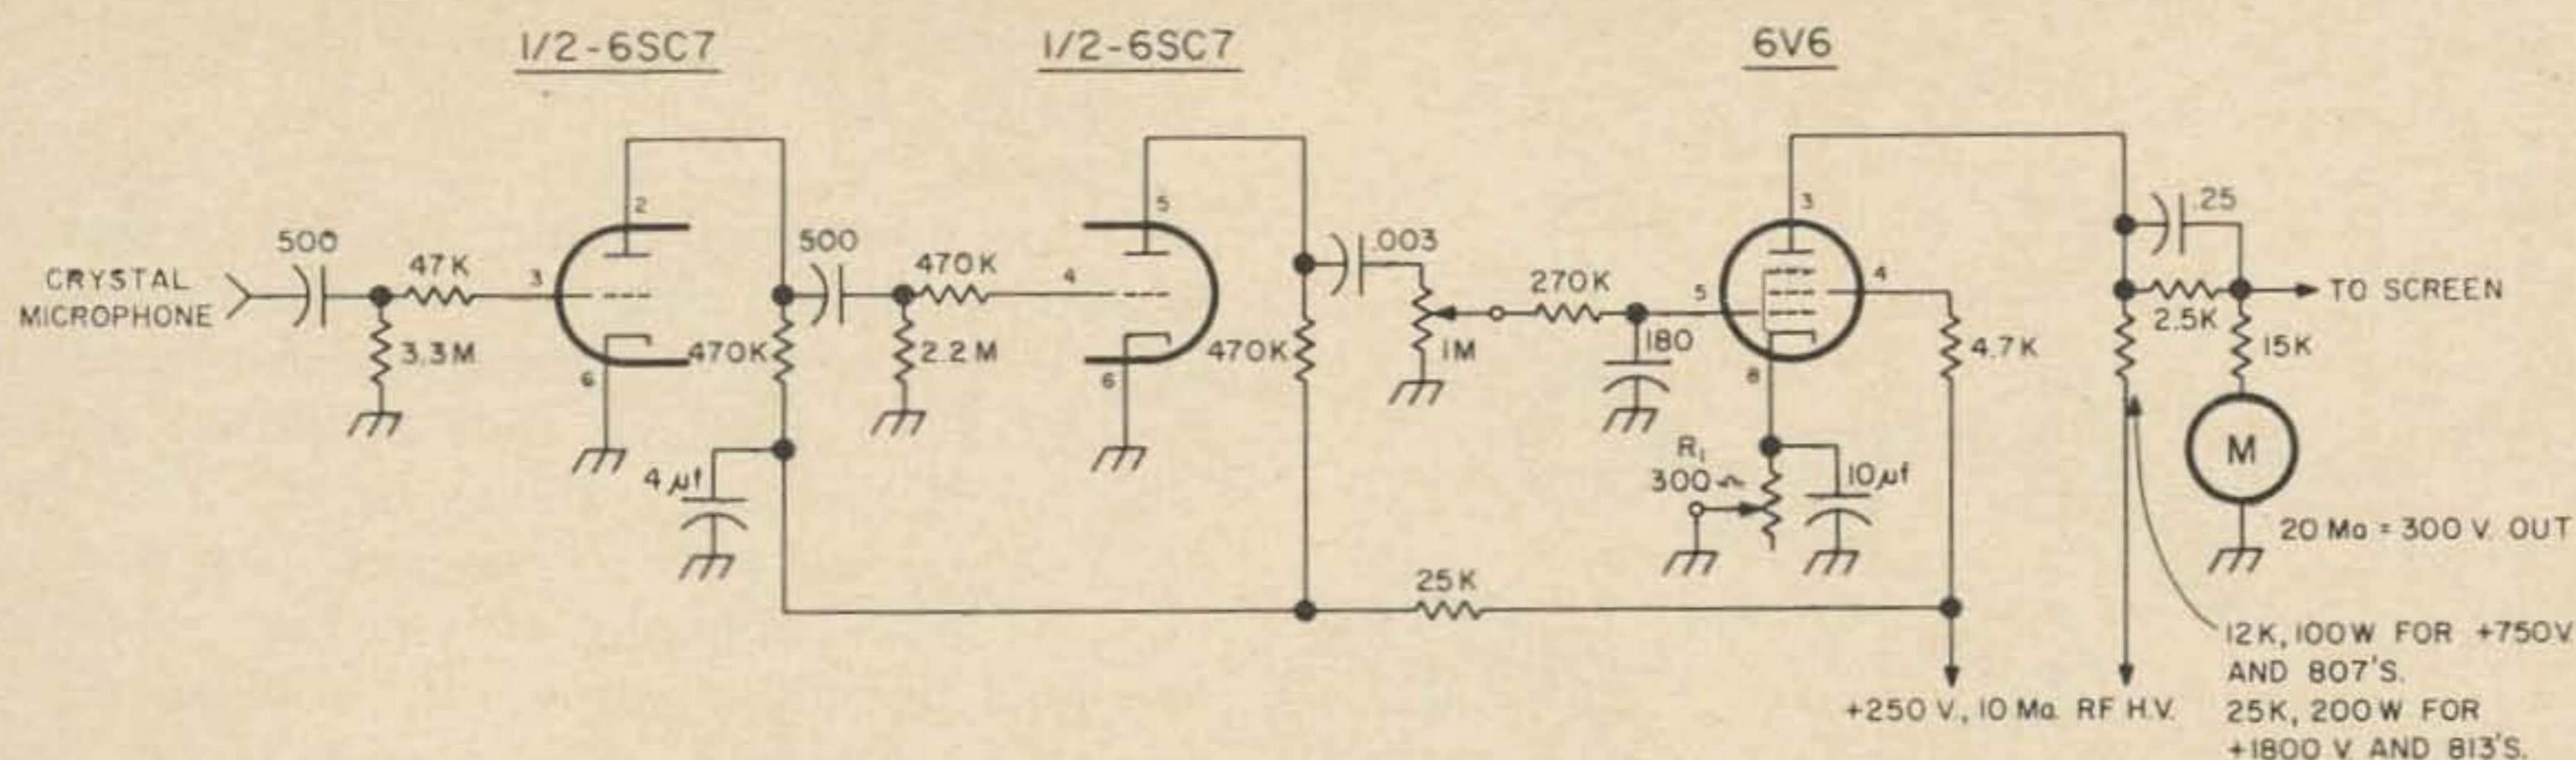 1/2-6SC7
1/2-6SC7
6V6
CRYSTAL
MICROPHONE
500
47K
3.3M
3
2
6
470K
4 µf
500
470K
2.2M
4
5
6
470K
.003
1M
270K
180
5
3
4
8
R1
300
10µf
4.7K
25K
.25
2.5K
TO SCREEN
15K
M
20 Ma = 300 V. OUT
+250 V, 10 Ma. RF H.V.
12K, 100W FOR +750V.
AND 807'S.
25K, 200W FOR
+1800 V. AND 813'S.